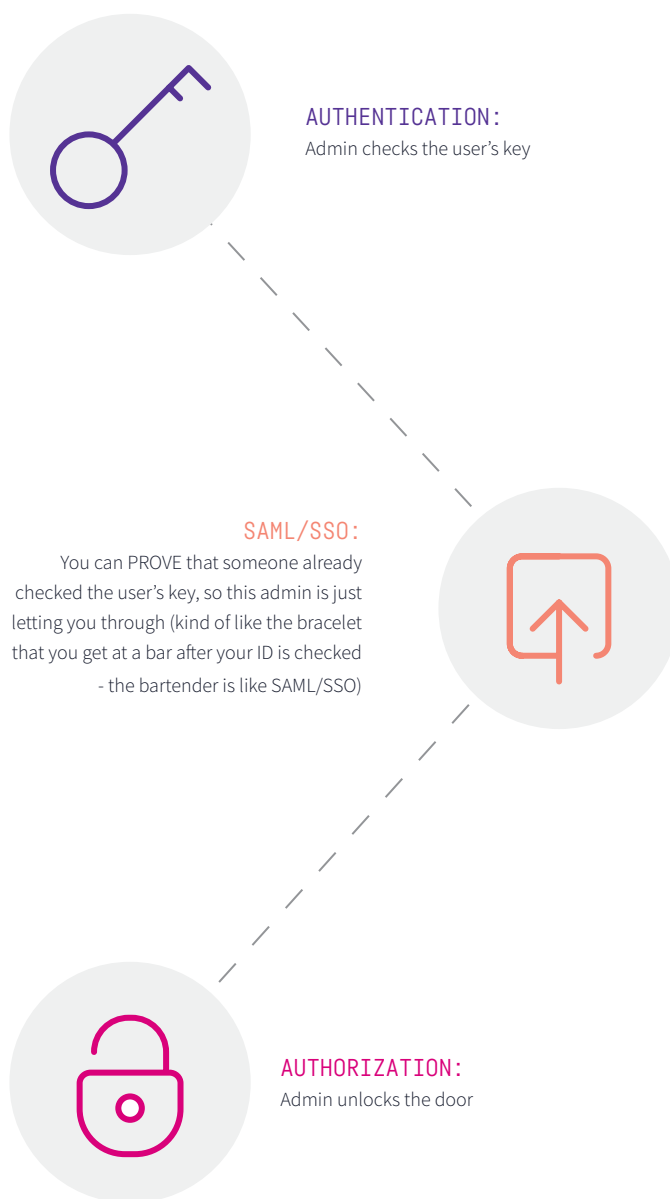 AUTHENTICATION:
Admin checks the user’s key
SAML/SSO:
You can PROVE that someone already
checked the user’s key, so this admin is just
letting you through (kind of like the bracelet
that you get at a bar after your ID is checked
- the bartender is like SAML/SSO)
AUTHORIZATION:
Admin unlocks the door